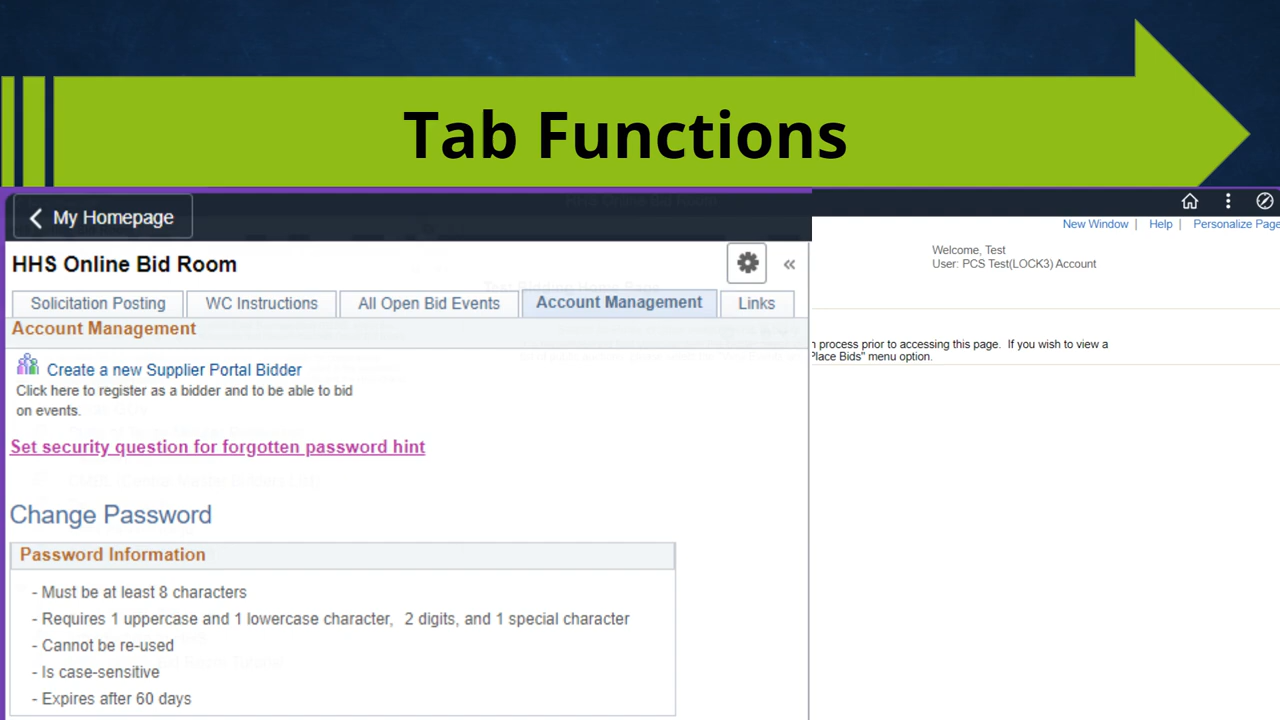 Tab Functions
My Homepage
New Window | Help | Personalize Page
Welcome, Test
User: PCS Test(LOCK3) Account
HHS Online Bid Room
Solicitation Posting
WC Instructions
All Open Bid Events
Account Management
Links
Account Management
n process prior to accessing this page. If you wish to view a
Place Bids" menu option.
Create a new Supplier Portal Bidder
Click here to register as a bidder and to be able to bid
on events.
Set security question for forgotten password hint
Change Password
Password Information
- Must be at least 8 characters
- Requires 1 uppercase and 1 lowercase character, 2 digits, and 1 special character
- Cannot be re-used
- Is case-sensitive
- Expires after 60 days